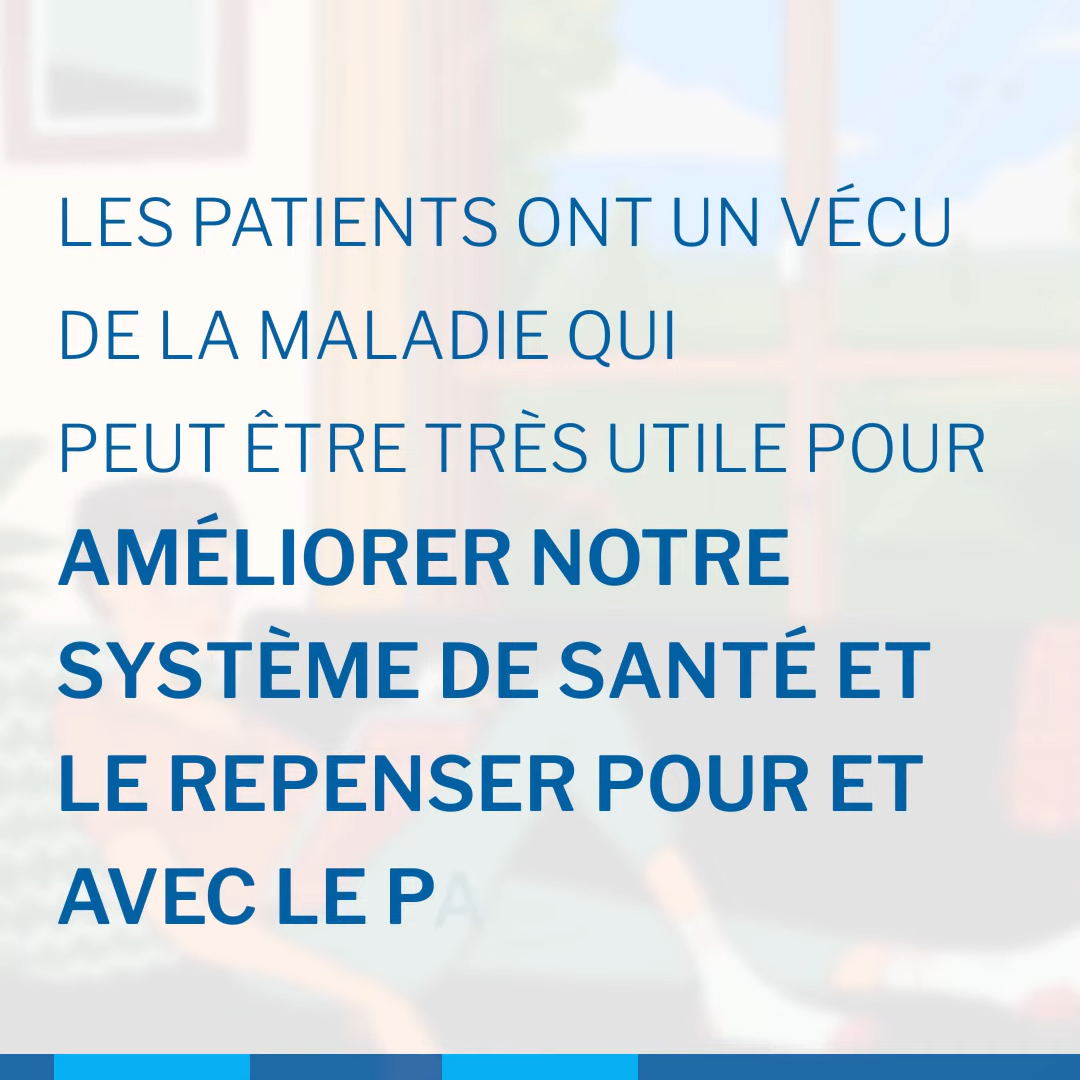 LES PATIENTS ONT UN VÉCU
DE LA MALADIE QUI
PEUT ÊTRE TRÈS UTILE POUR
AMÉLIORER NOTRE
SYSTÈME DE SANTÉ ET
LE REPENSER POUR ET
AVEC LE PA